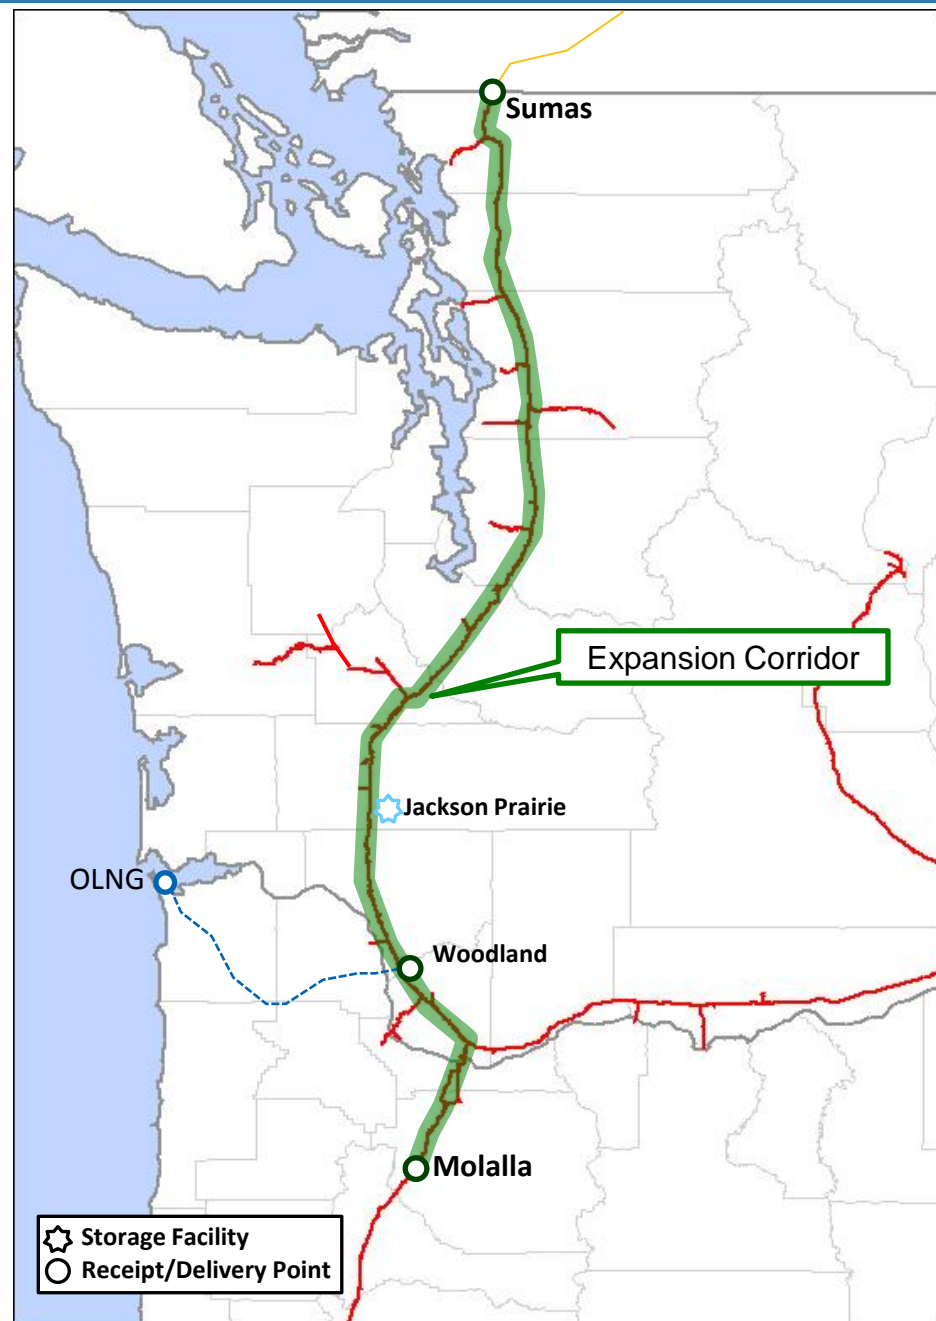 Sumas
Expansion Corridor
Jackson Prairie
OLNG
Woodland
Molalla
Storage Facility
Receipt/Delivery Point